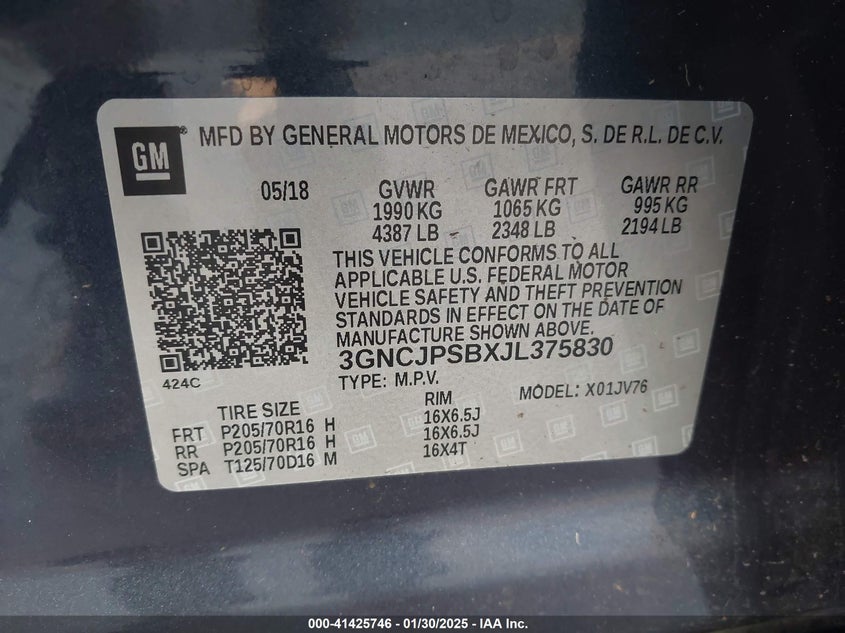 GM ® MFD BY GENERAL MOTORS DE MEXICO, S. DE R.L. DE C.V.
05/18 GVWR GAWR FRT GAWR RR
1990 KG 1065 KG 995 KG
4387 LB 2348 LB 2194 LB
THIS VEHICLE CONFORMS TO ALL
APPLICABLE U.S. FEDERAL MOTOR
VEHICLE SAFETY AND THEFT PREVENTION
STANDARDS IN EFFECT ON THE DATE OF
MANUFACTURE SHOWN ABOVE.
424C 3GNCJPSBXJL375830
TYPE: M.P.V. MODEL: X01JV76
TIRE SIZE RIM
FRT P205/70R16 H 16X6.5J
RR P205/70R16 H 16X6.5J
SPA T125/70D16 M 16X4T
000-41425746 — 01/30/2025 - IAA Inc.